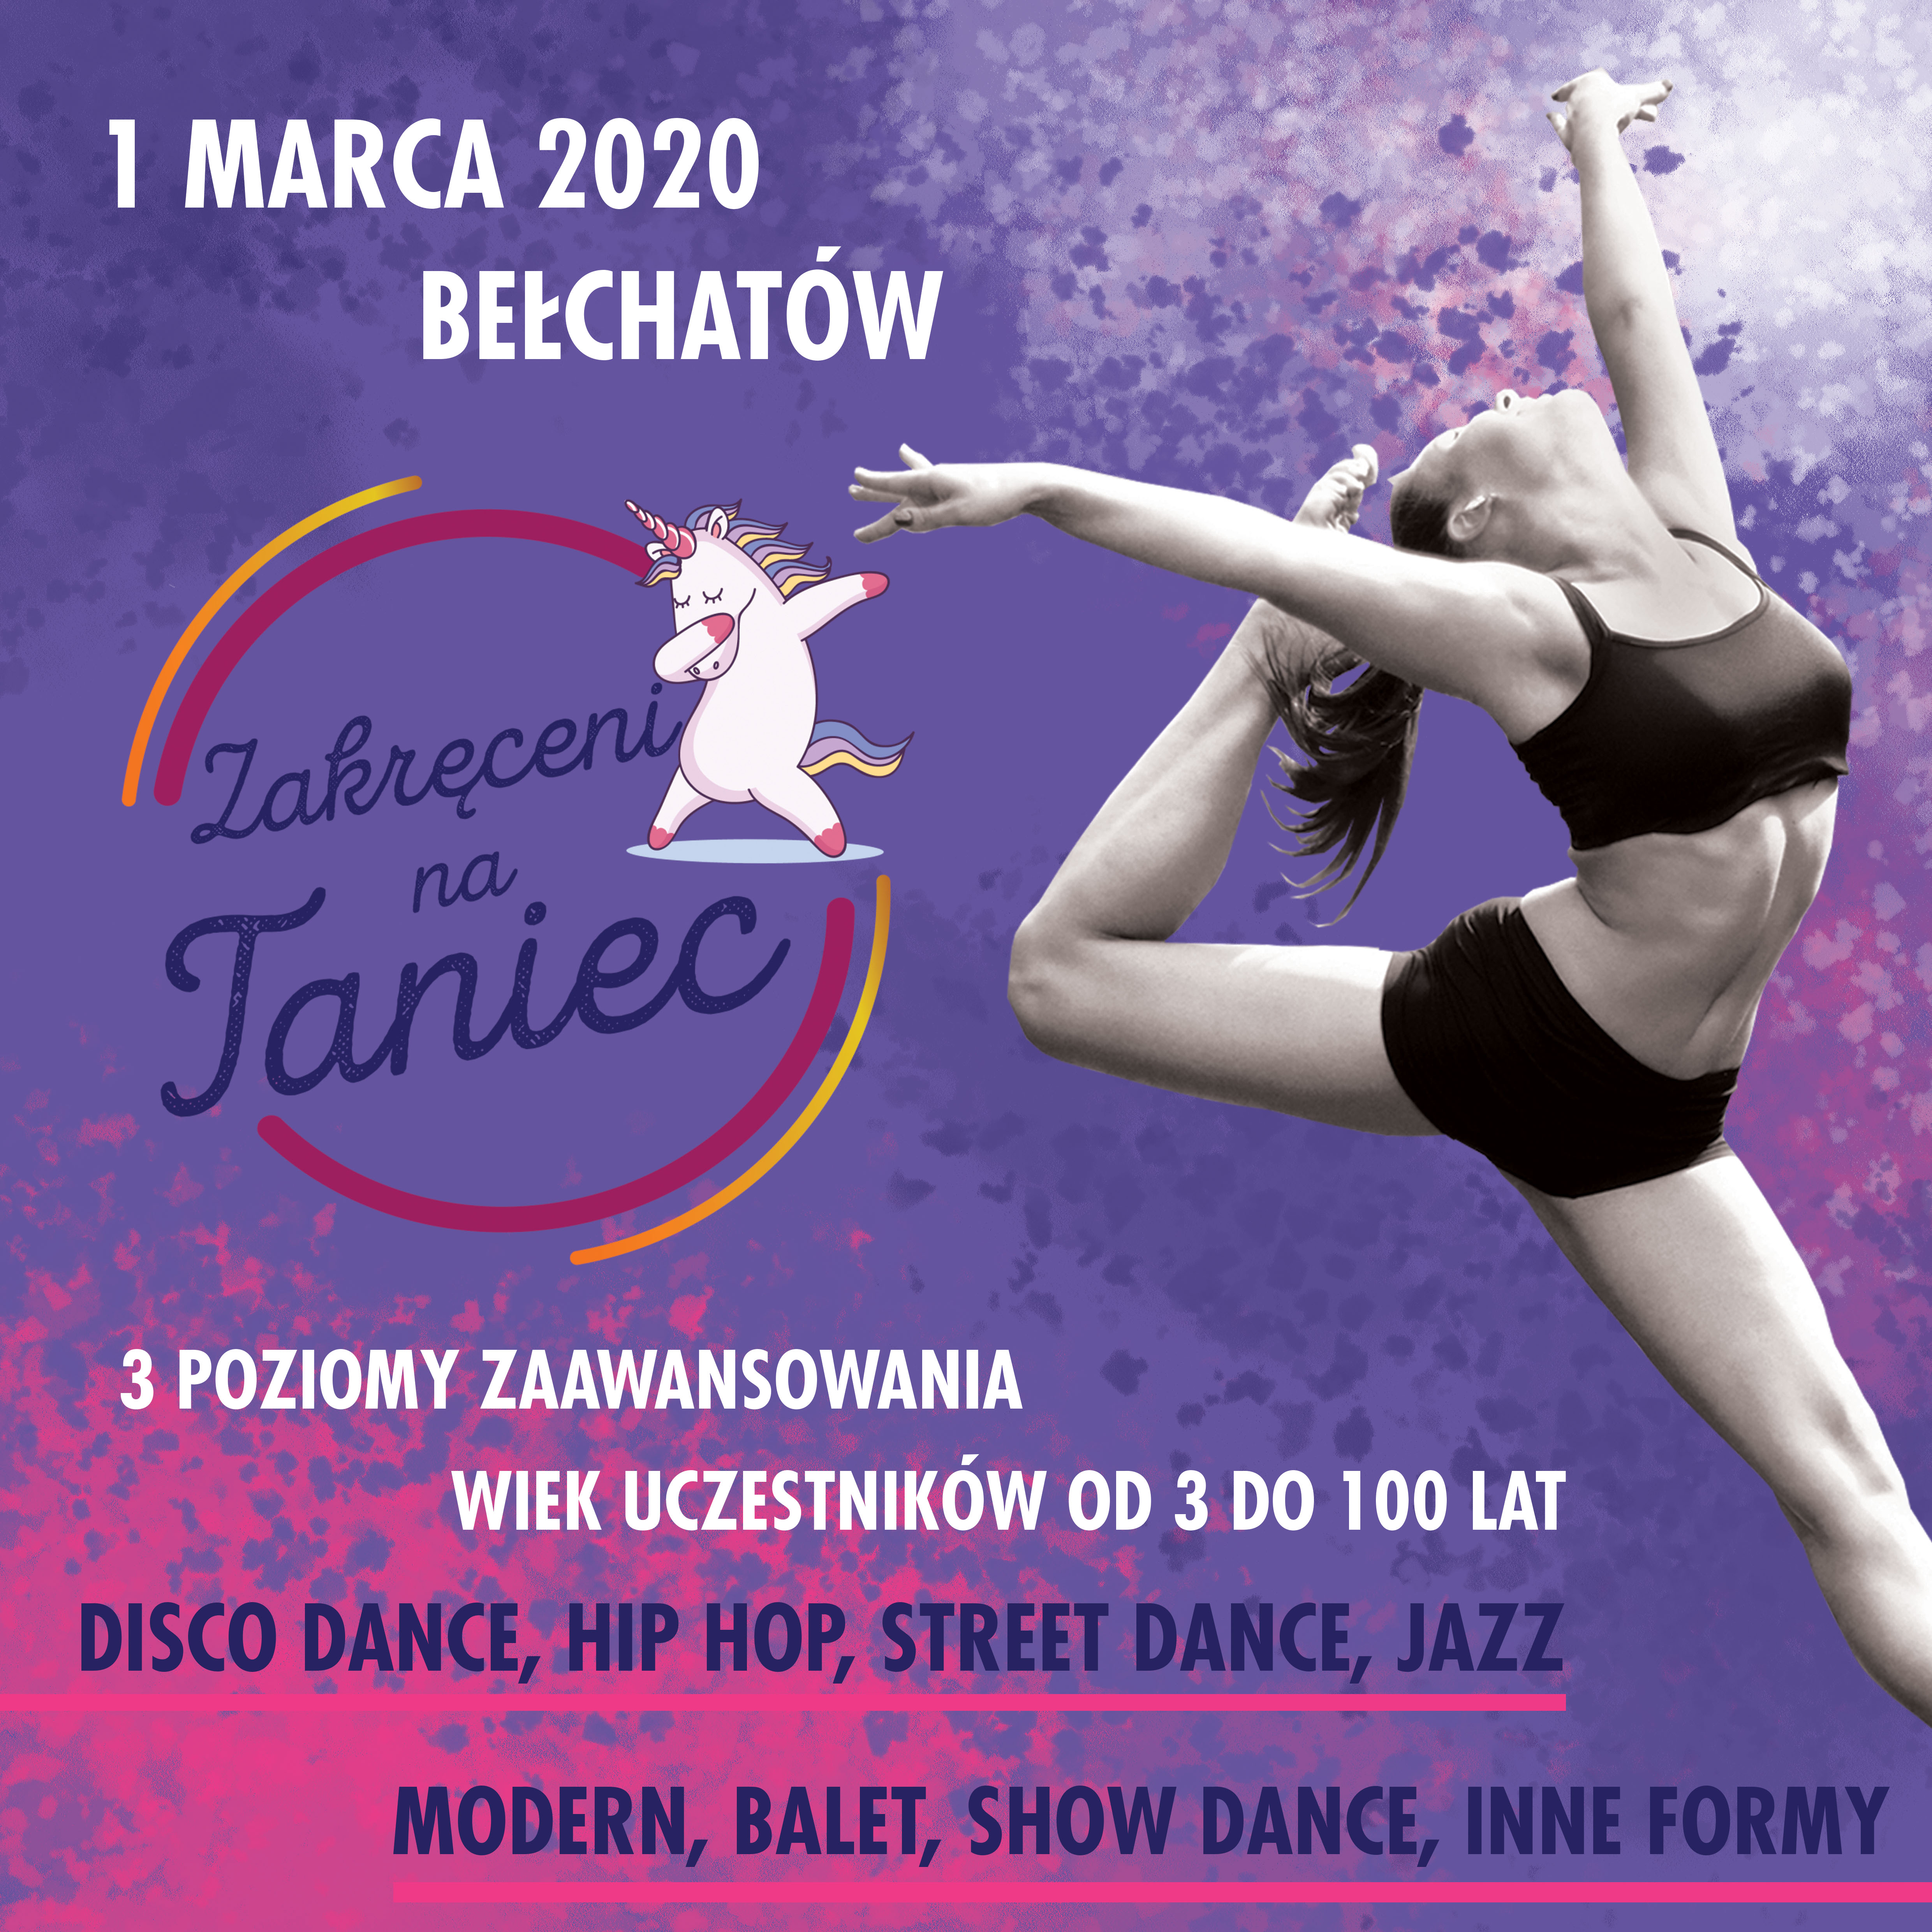 1 MARCA 2020
BEŁCHATÓW
Zakręceni
na
Taniec
3 POZIOMY ZAAWANSOWANIA
WIEK UCZESTNIKÓW OD 3 DO 100 LAT
DISCO DANCE, HIP HOP, STREET DANCE, JAZZ
MODERN, BALET, SHOW DANCE, INNE FORMY